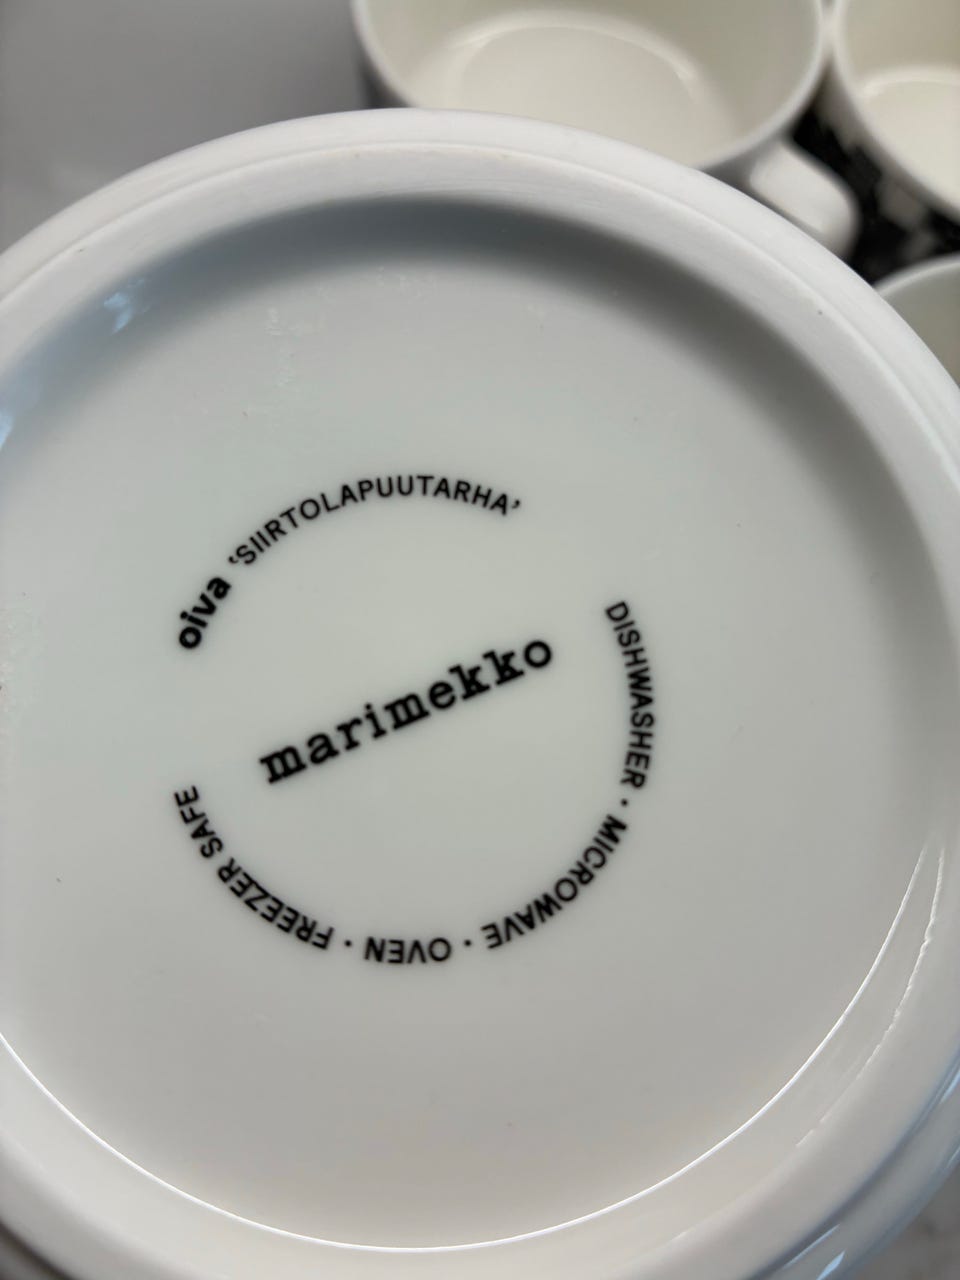 oiva ‘SIIRTOLAPUUTARHA’
marimekko
DISHWASHER · MICROWAVE · OVEN · FREEZER SAFE